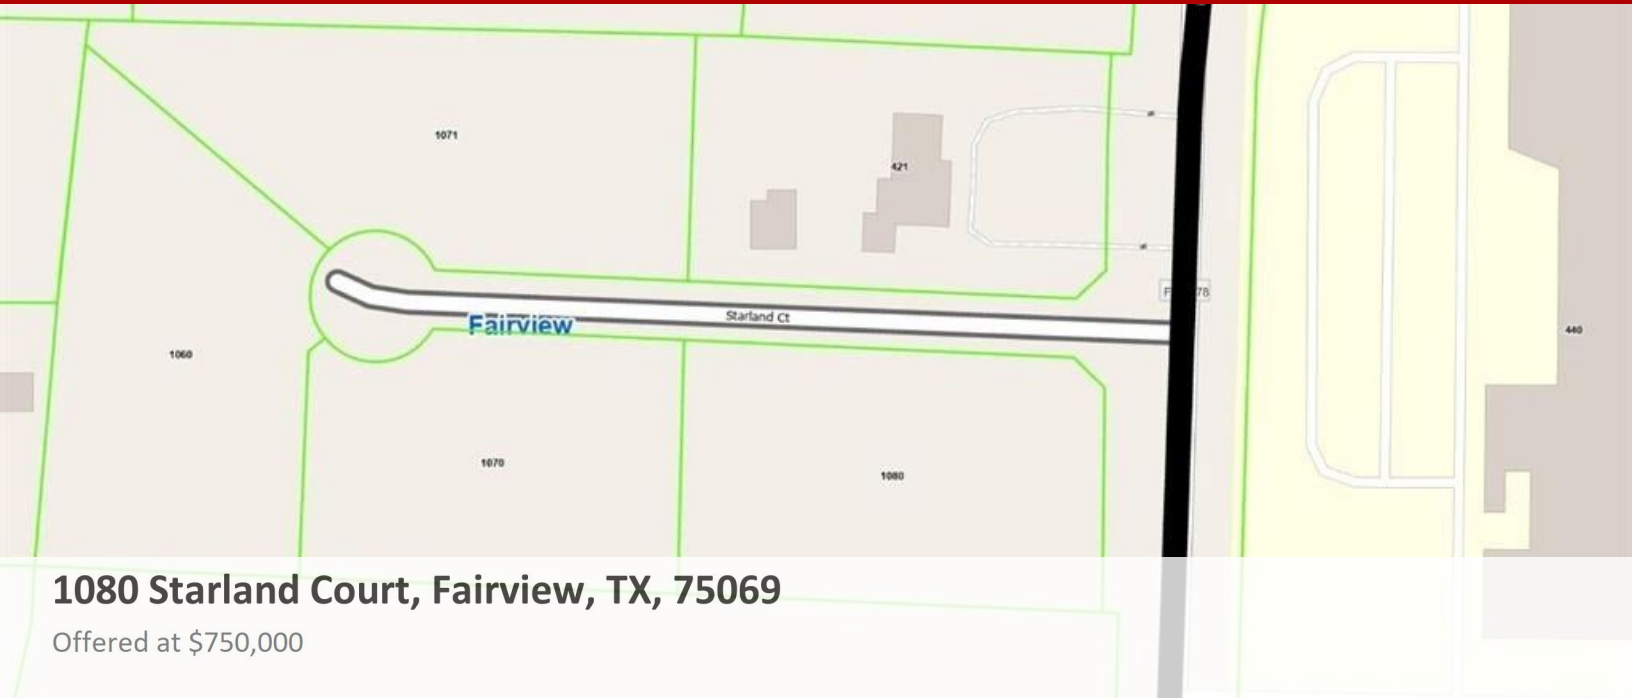 1071
421
F 78
Starland Ct
Fairview
440
1060
1070
1080
1080 Starland Court, Fairview, TX, 75069
Offered at $750,000